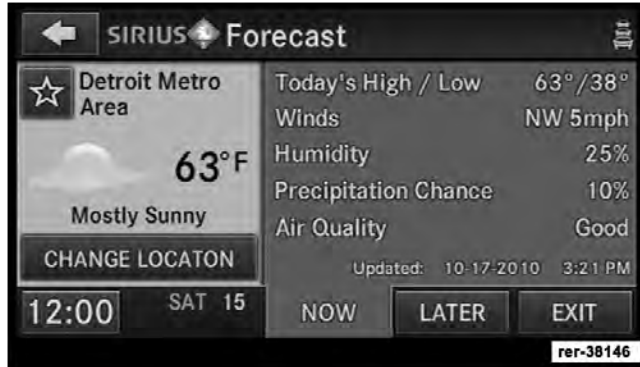 SIRIUS Forecast
Detroit Metro
Area
63°F
Mostly Sunny
CHANGE LOCATON
Today's High / Low 63°/38°
Winds NW 5mph
Humidity 25%
Precipitation Chance 10%
Air Quality Good
Updated: 10-17-2010 3:21 PM
12:00 SAT 15 NOW LATER EXIT
rer-38146